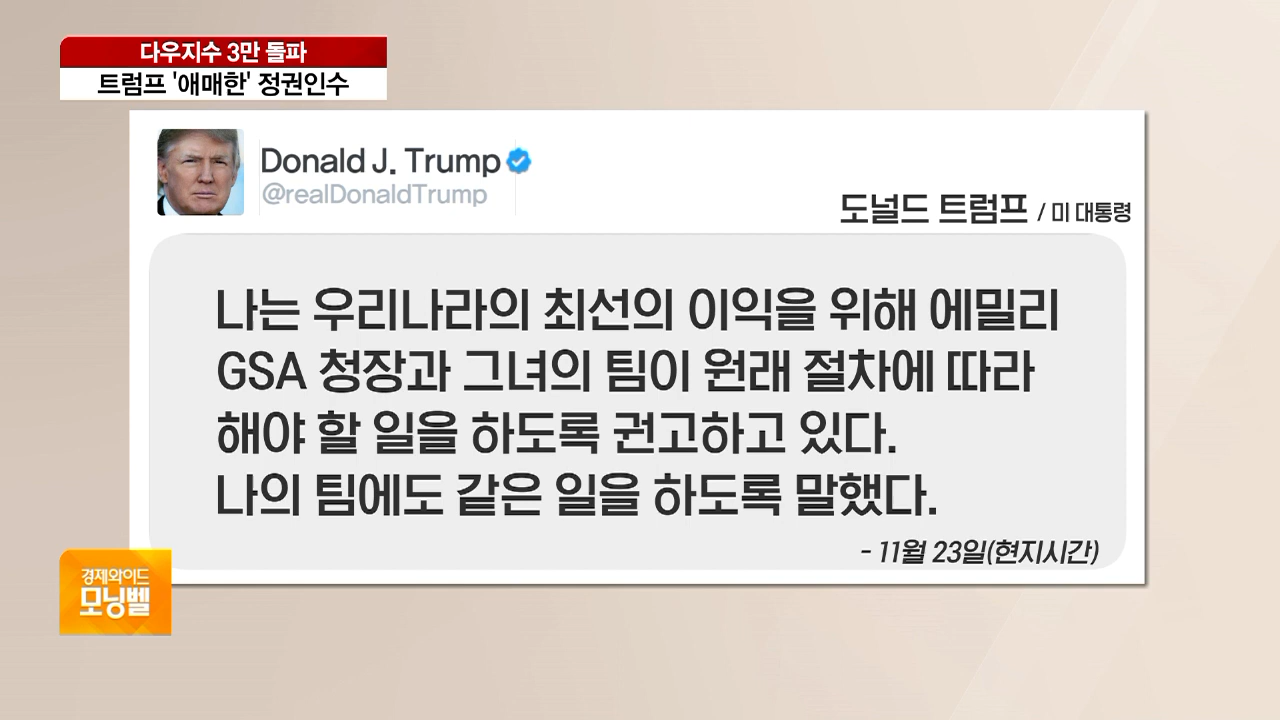 다우지수 3만 돌파
트럼프 '애매한' 정권인수
Donald J. Trump
@realDonaldTrump
도널드 트럼프 / 미 대통령
나는 우리나라의 최선의 이익을 위해 에밀리
GSA 청장과 그녀의 팀이 원래 절차에 따라
해야 할 일을 하도록 권고하고 있다.
나의 팀에도 같은 일을 하도록 말했다.
- 11월 23일(현지시간)
경제와이드
모닝벨